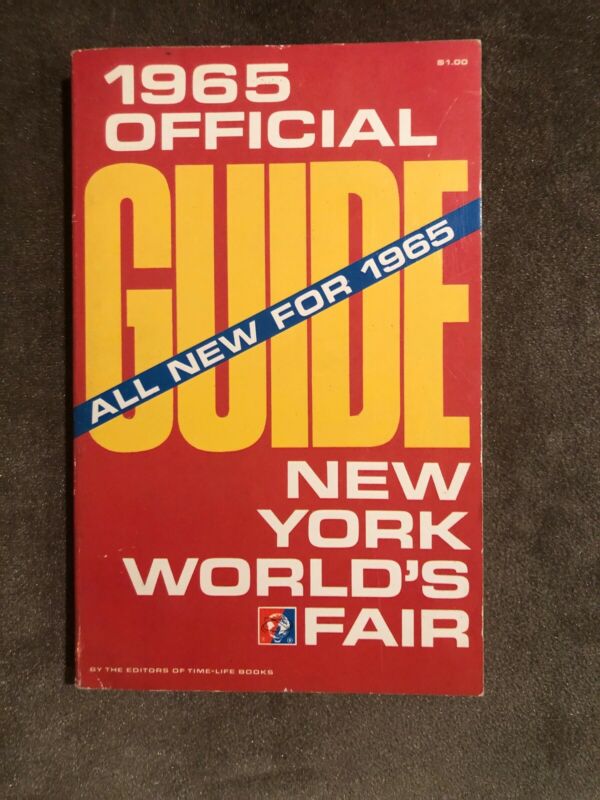 $1.00
1965
OFFICIAL
GUIDE
ALL NEW FOR 1965
NEW
YORK
WORLD'S
FAIR
BY THE EDITORS OF TIME-LIFE BOOKS